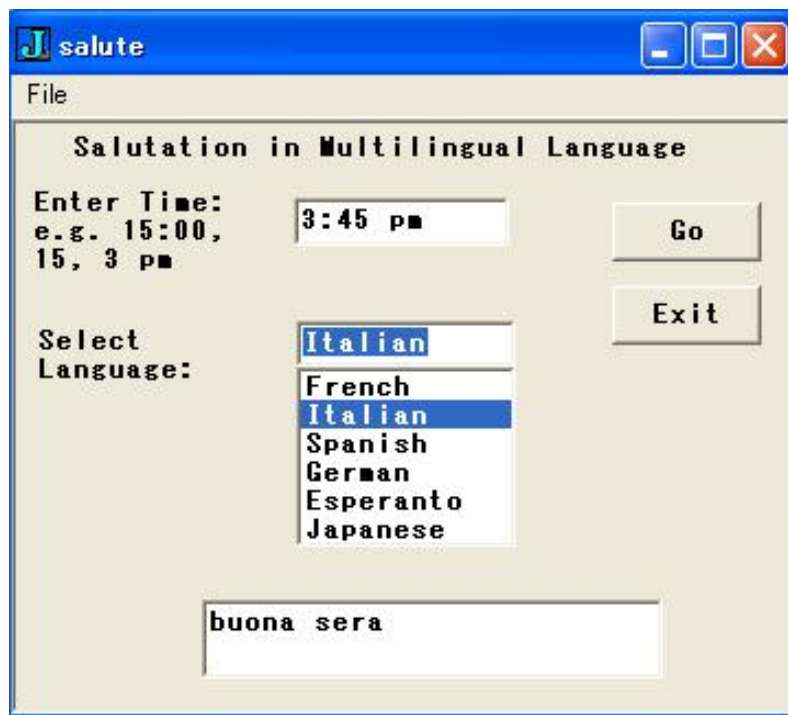 salute
File
Salutation in Multilingual Language
Enter Time:
e.g. 15:00,
15, 3 pm
3:45 pm
Go
Exit
Select
Language:
Italian
French
Italian
Spanish
German
Esperanto
Japanese
buona sera